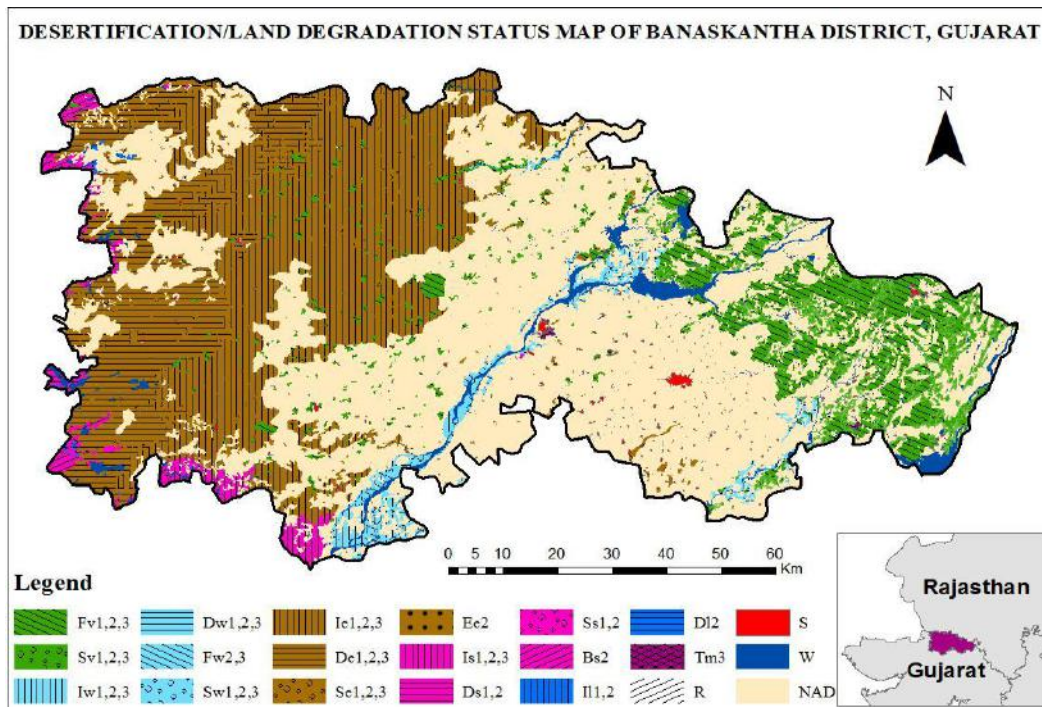 DESERTIFICATION/LAND DEGRADATION STATUS MAP OF BANASKANTHA DISTRICT, GUJARAT
N
0 5 10 20 30 40 50 60
Km
Legend
Fv1,2,3 Dw1,2,3 Ie1,2,3 Ee2 Ss1,2 Dl2 S
Sv1,2,3 Fw2,3 De1,2,3 Is1,2,3 Bs2 Tm3 W
Iw1,2,3 Sw1,2,3 Se1,2,3 Ds1,2 Il1,2 R NAD
Rajasthan
Gujarat